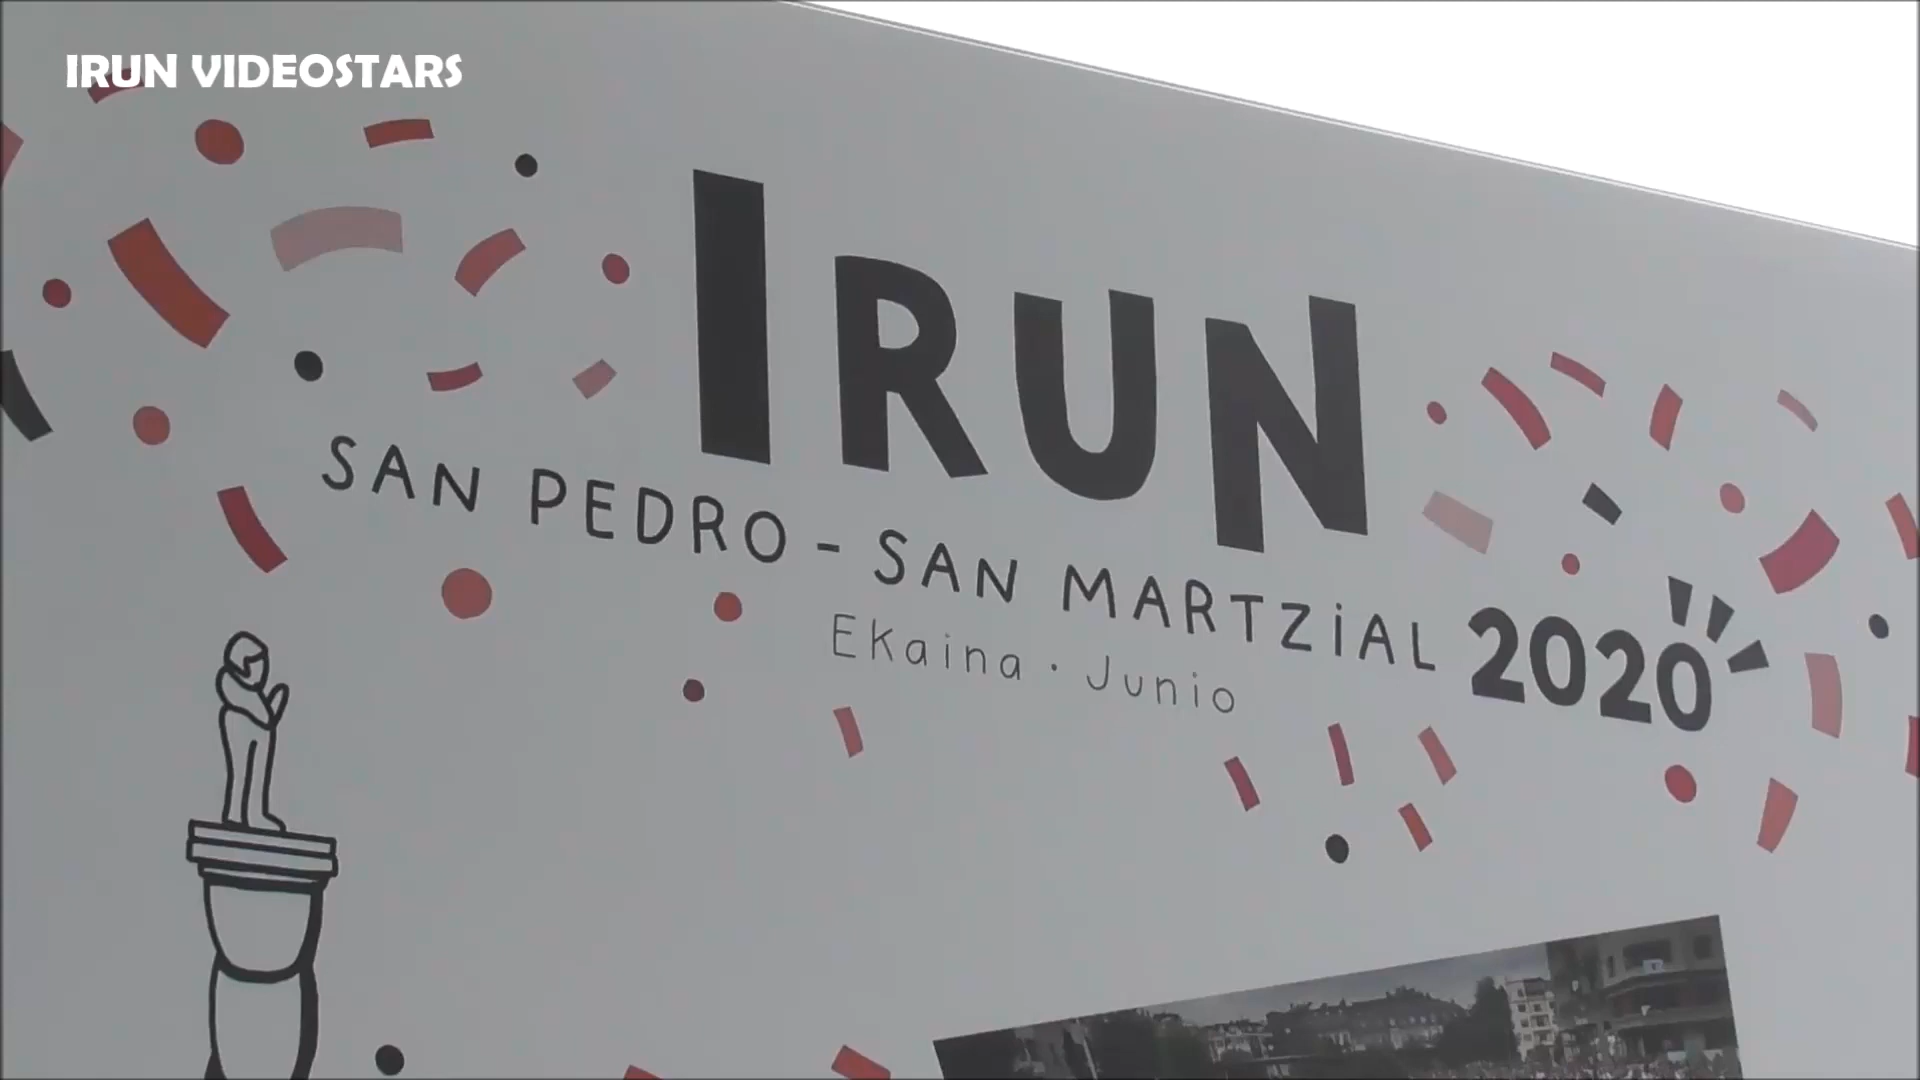 IRUN VIDEOSTARS
IRUN
SAN PEDRO - SAN MARTZiAL 2020
EKaina · Junio